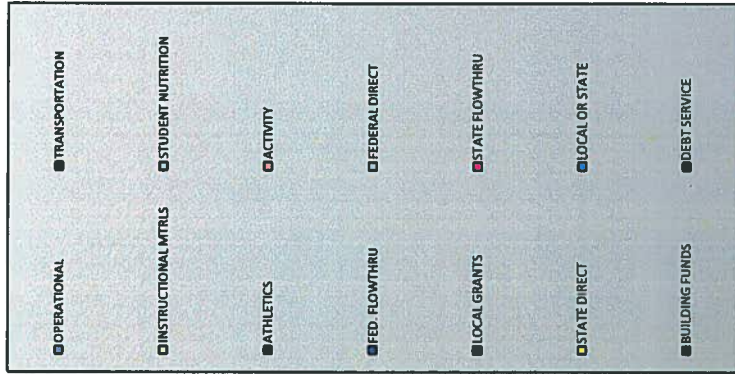 OPERATIONAL
TRANSPORTATION
INSTRUCTIONAL MTRLS
STUDENT NUTRITION
ATHLETICS
ACTIVITY
FED. FLOWTHRU
FEDERAL DIRECT
LOCAL GRANTS
STATE FLOWTHRU
STATE DIRECT
LOCAL OR STATE
BUILDING FUNDS
DEBT SERVICE